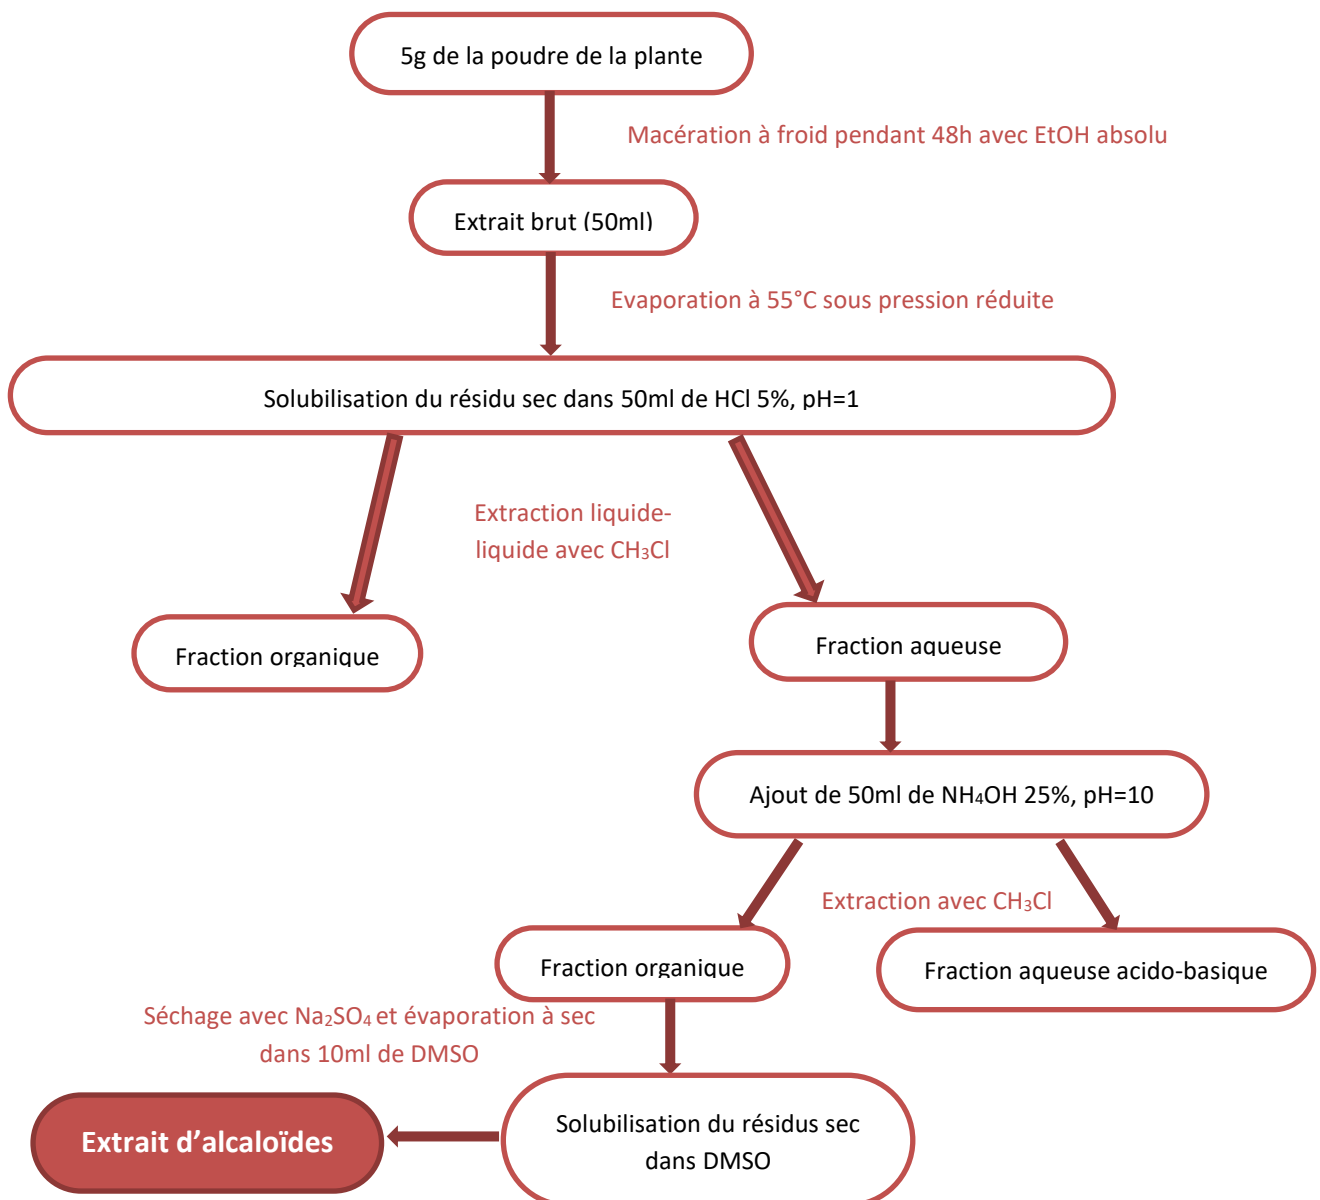 5g de la poudre de la plante
Macération à froid pendant 48h avec EtOH absolu
Extrait brut (50ml)
Evaporation à 55°C sous pression réduite
Solubilisation du résidu sec dans 50ml de HCl 5%, pH=1
Extraction liquide-
liquide avec CH₃Cl
Fraction organique
Fraction aqueuse
Ajout de 50ml de NH₄OH 25%, pH=10
Extraction avec CH₃Cl
Fraction organique
Fraction aqueuse acido-basique
Séchage avec Na₂SO₄ et évaporation à sec
dans 10ml de DMSO
Solubilisation du résidus sec
dans DMSO
Extrait d’alcaloïdes